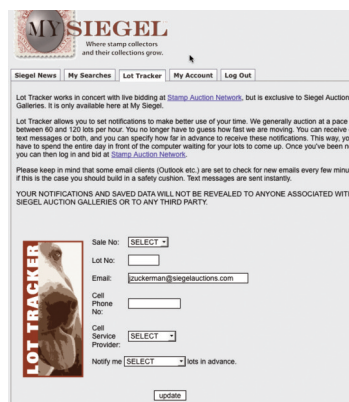 MY SIEGEL
Where stamp collectors
and their collections grow.
Siegel News My Searches Lot Tracker My Account Log Out
Lot Tracker works in concert with live bidding at Stamp Auction Network, but is exclusive to Siegel Auction
Galleries. It is only available here at My Siegel.
Lot Tracker allows you to set notifications to make better use of your time. We generally auction at a pace
between 60 and 120 lots per hour. You no longer have to guess how fast we are moving. You can receive
text messages or both, and you can specify how far in advance to receive these notifications. This way, yo
have to spend the entire day in front of the computer waiting for your lots to come up. Once you've been n
you can then log in and bid at Stamp Auction Network.
Please keep in mind that some email clients (Outlook etc.) are set to check for new emails every few minu
if this is the case you should build in a safety cushion. Text messages are sent instantly.
YOUR NOTIFICATIONS AND SAVED DATA WILL NOT BE REVEALED TO ANYONE ASSOCIATED WIT
SIEGEL AUCTION GALLERIES OR TO ANY THIRD PARTY.
LOT TRACKER
Sale No: SELECT
Lot No:
Email: jzuckerman@siegelauctions.com
Cell
Phone
No:
Cell
Service
Provider: SELECT
Notify me SELECT lots in advance.
update